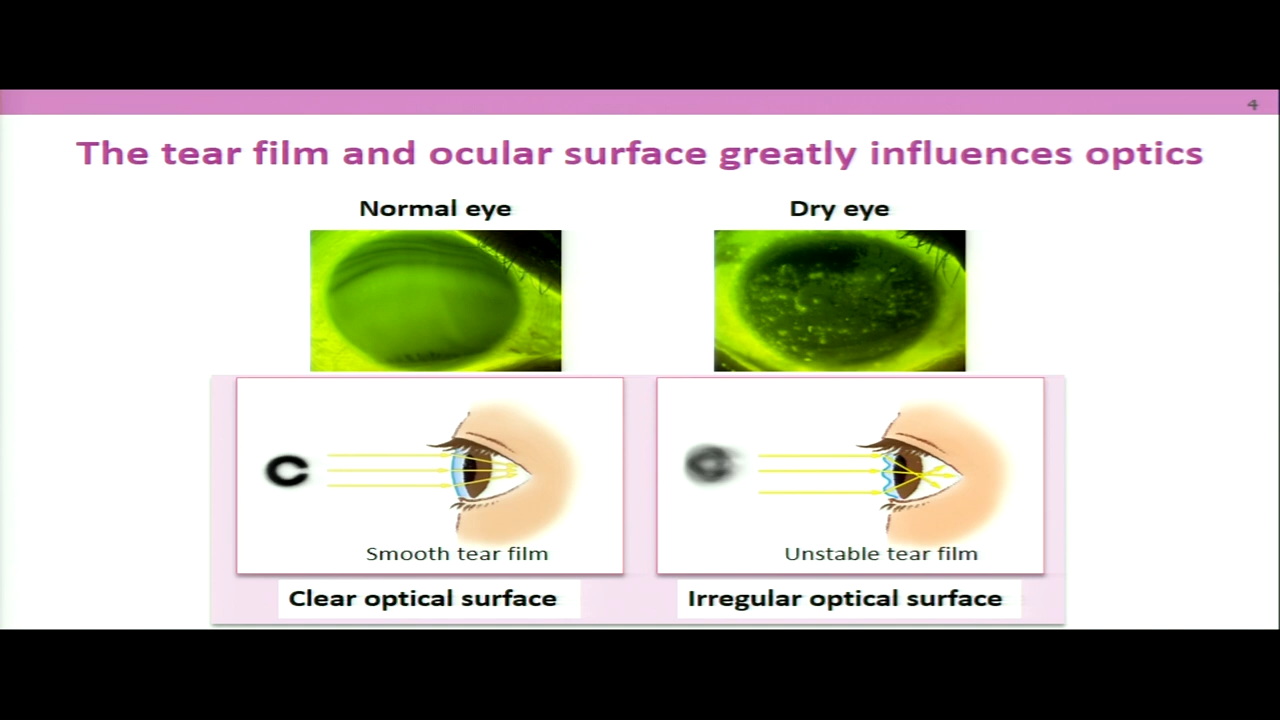 4
The tear film and ocular surface greatly influences optics
Normal eye
Dry eye
C
C
Smooth tear film
Unstable tear film
Clear optical surface
Irregular optical surface